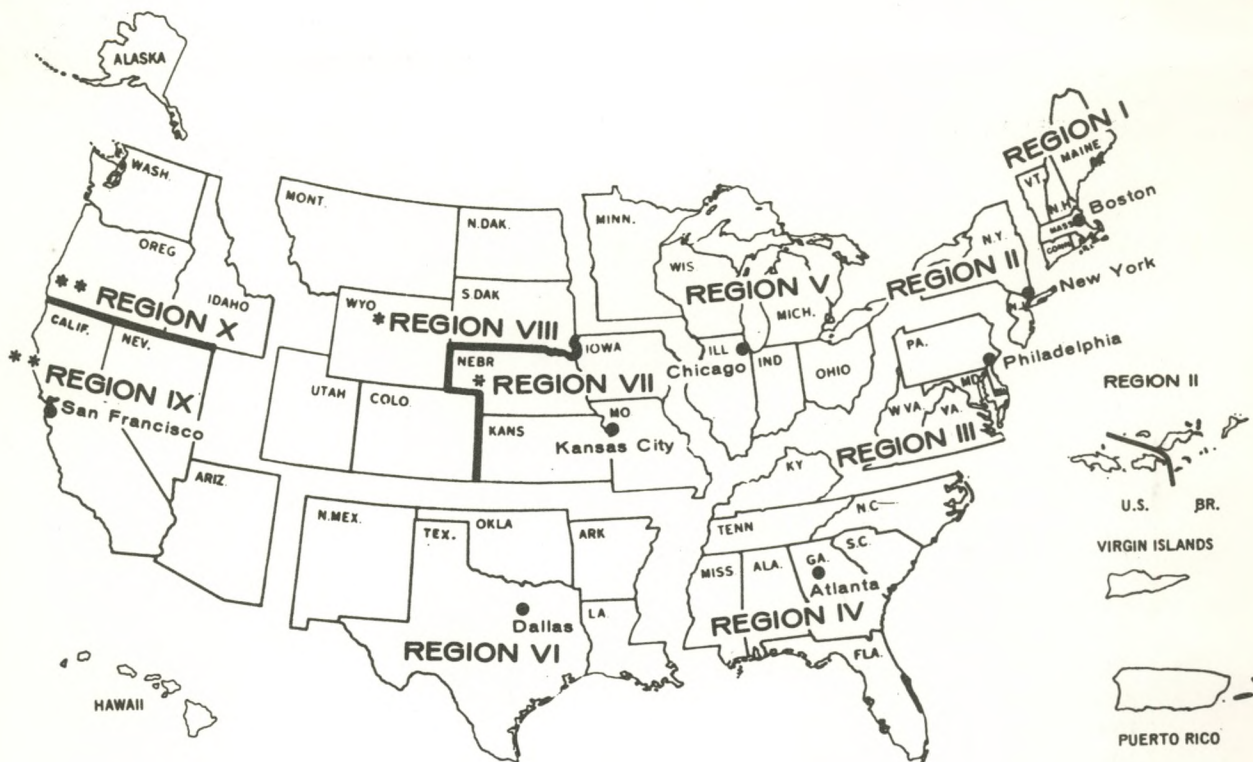 ALASKA
WASH.
OREG
** REGION X
IDAHO
MONT.
N.DAK.
S.DAK
WYO
*REGION VIII
CALIF.
NEV.
** REGION IX
San Francisco
UTAH
COLO.
ARIZ.
NEBR
* REGION VII
IOWA
KANS
MO
Kansas City
MINN.
WIS
REGION V
MICH.
ILL
Chicago
IND
OHIO
REGION I
MAINE
VT.
N.H.
MASS
CONN
Boston
N.Y.
REGION II
New York
N.J.
PA.
Philadelphia
MD.
W VA.
VA.
REGION III
KY
TENN
N C
S.C.
MISS
ALA.
GA.
Atlanta
REGION IV
FLA.
N.MEX.
TEX.
OKLA
ARK
LA.
Dallas
REGION VI
HAWAII
REGION II
U.S. BR.
VIRGIN ISLANDS
PUERTO RICO